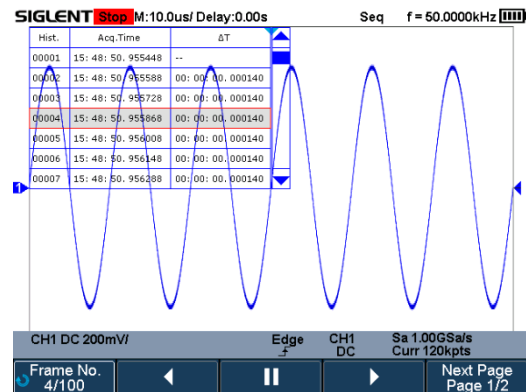 SIGLENT Stop M:10.0us/ Delay:0.00s Seq f = 50.0000kHz
Hist. Acq.Time ΔT
00001 15: 48: 50. 955448 --
00002 15: 48: 50. 955588 00: 00: 00. 000140
00003 15: 48: 50. 955728 00: 00: 00. 000140
00004 15: 48: 50. 955868 00: 00: 00. 000140
00005 15: 48: 50. 956008 00: 00: 00. 000140
00006 15: 48: 50. 956148 00: 00: 00. 000140
00007 15: 48: 50. 956288 00: 00: 00. 000140
1
CH1 DC 200mV/ Edge CH1 Sa 1.00GSa/s
DC Curr 120kpts
Frame No. Next Page
4/100 Page 1/2